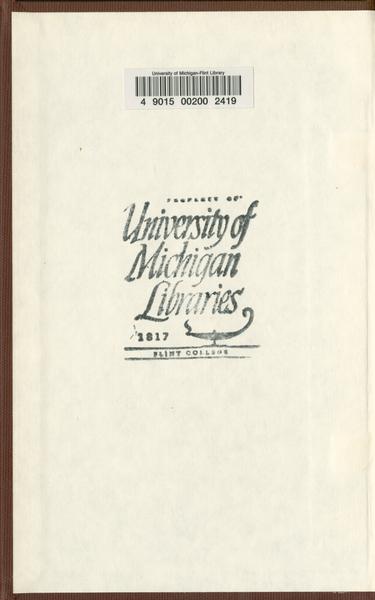 University of Michigan-Flint Library
4 9015 00200 2419
PROPERTY OF
University of
Michigan
Libraries
1817
FLINT COLLEGE